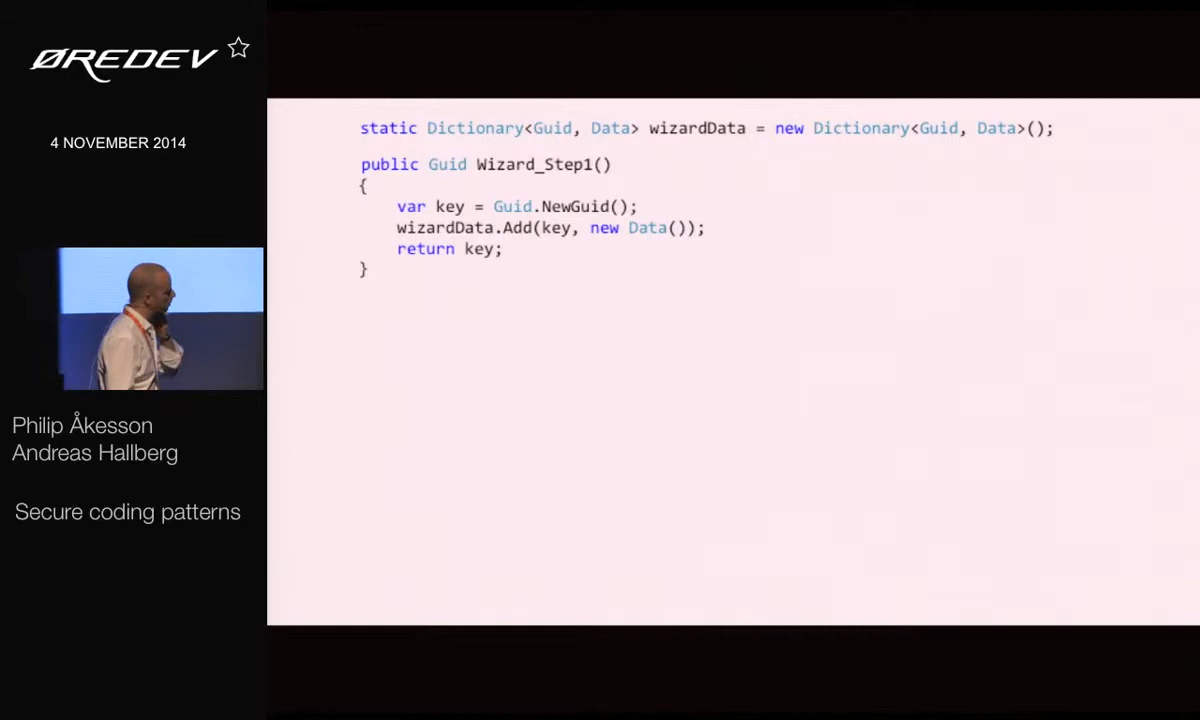 ØREDEV
4 NOVEMBER 2014
Philip Åkesson
Andreas Hallberg
Secure coding patterns
static Dictionary<Guid, Data> wizardData = new Dictionary<Guid, Data>();
public Guid Wizard_Step1()
{
var key = Guid.NewGuid();
wizardData.Add(key, new Data());
return key;
}